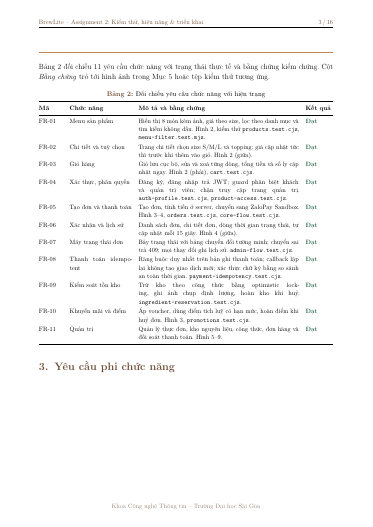 BrewLite – Assignment 2: Kiểm thử, hiệu năng & triển khai 3 / 16
Bảng 2 đối chiếu 11 yêu cầu chức năng với trạng thái thực tế và bằng chứng kiểm chứng. Cột
Bằng chứng trỏ tới hình ảnh trong Mục 5 hoặc tệp kiểm thử tương ứng.
Bảng 2: Đối chiếu yêu cầu chức năng với hiện trạng
Mã Chức năng Mô tả và bằng chứng Kết quả
FR-01 Menu sản phẩm Hiển thị 8 món kèm ảnh, giá theo size, lọc theo danh mục và Đạt
tìm kiếm không dấu. Hình 2, kiểm thử products.test.cjs,
menu-filter.test.mjs.
FR-02 Chi tiết và tuỳ chọn Trang chi tiết chọn size S/M/L và topping; giá cập nhật tức Đạt
thì trước khi thêm vào giỏ. Hình 2 (giữa).
FR-03 Giỏ hàng Giỏ lưu cục bộ, sửa và xoá từng dòng, tổng tiền và số ly cập Đạt
nhật ngay. Hình 2 (phải), cart.test.cjs.
FR-04 Xác thực, phân quyền Đăng ký, đăng nhập trả JWT; guard phân biệt khách Đạt
và quản trị viên; chặn truy cập trang quản trị.
auth-profile.test.cjs, product-access.test.cjs.
FR-05 Tạo đơn và thanh toán Tạo đơn, tính tiền ở server, chuyển sang ZaloPay Sandbox. Đạt
Hình 3–4, orders.test.cjs, core-flow.test.cjs.
FR-06 Xác nhận và lịch sử Danh sách đơn, chi tiết đơn, dòng thời gian trạng thái, tự Đạt
cập nhật mỗi 15 giây. Hình 4 (giữa).
FR-07 Máy trạng thái đơn Bảy trạng thái với bảng chuyển đổi tường minh; chuyển sai Đạt
trả 409, mọi thay đổi ghi lịch sử. admin-flow.test.cjs.
FR-08 Thanh toán idempo- Ràng buộc duy nhất trên bản ghi thanh toán; callback lặp Đạt
tent lại không tạo giao dịch mới; xác thực chữ ký bằng so sánh
an toàn thời gian. payment-idempotency.test.cjs.
FR-09 Kiểm soát tồn kho Trừ kho theo công thức bằng optimistic lock- Đạt
ing, ghi ảnh chụp định lượng, hoàn kho khi huỷ
ingredient-reservation.test.cjs.
FR-10 Khuyến mãi và điểm Áp voucher, dùng điểm tích luỹ có hạn mức, hoàn điểm khi Đạt
huỷ đơn. Hình 3, promotions.test.cjs.
FR-11 Quản trị Quản lý thực đơn, kho nguyên liệu, công thức, đơn hàng và Đạt
đối soát thanh toán. Hình 5–9.
3. Yêu cầu phi chức năng
Khoa Công nghệ Thông tin – Trường Đại học Sài Gòn